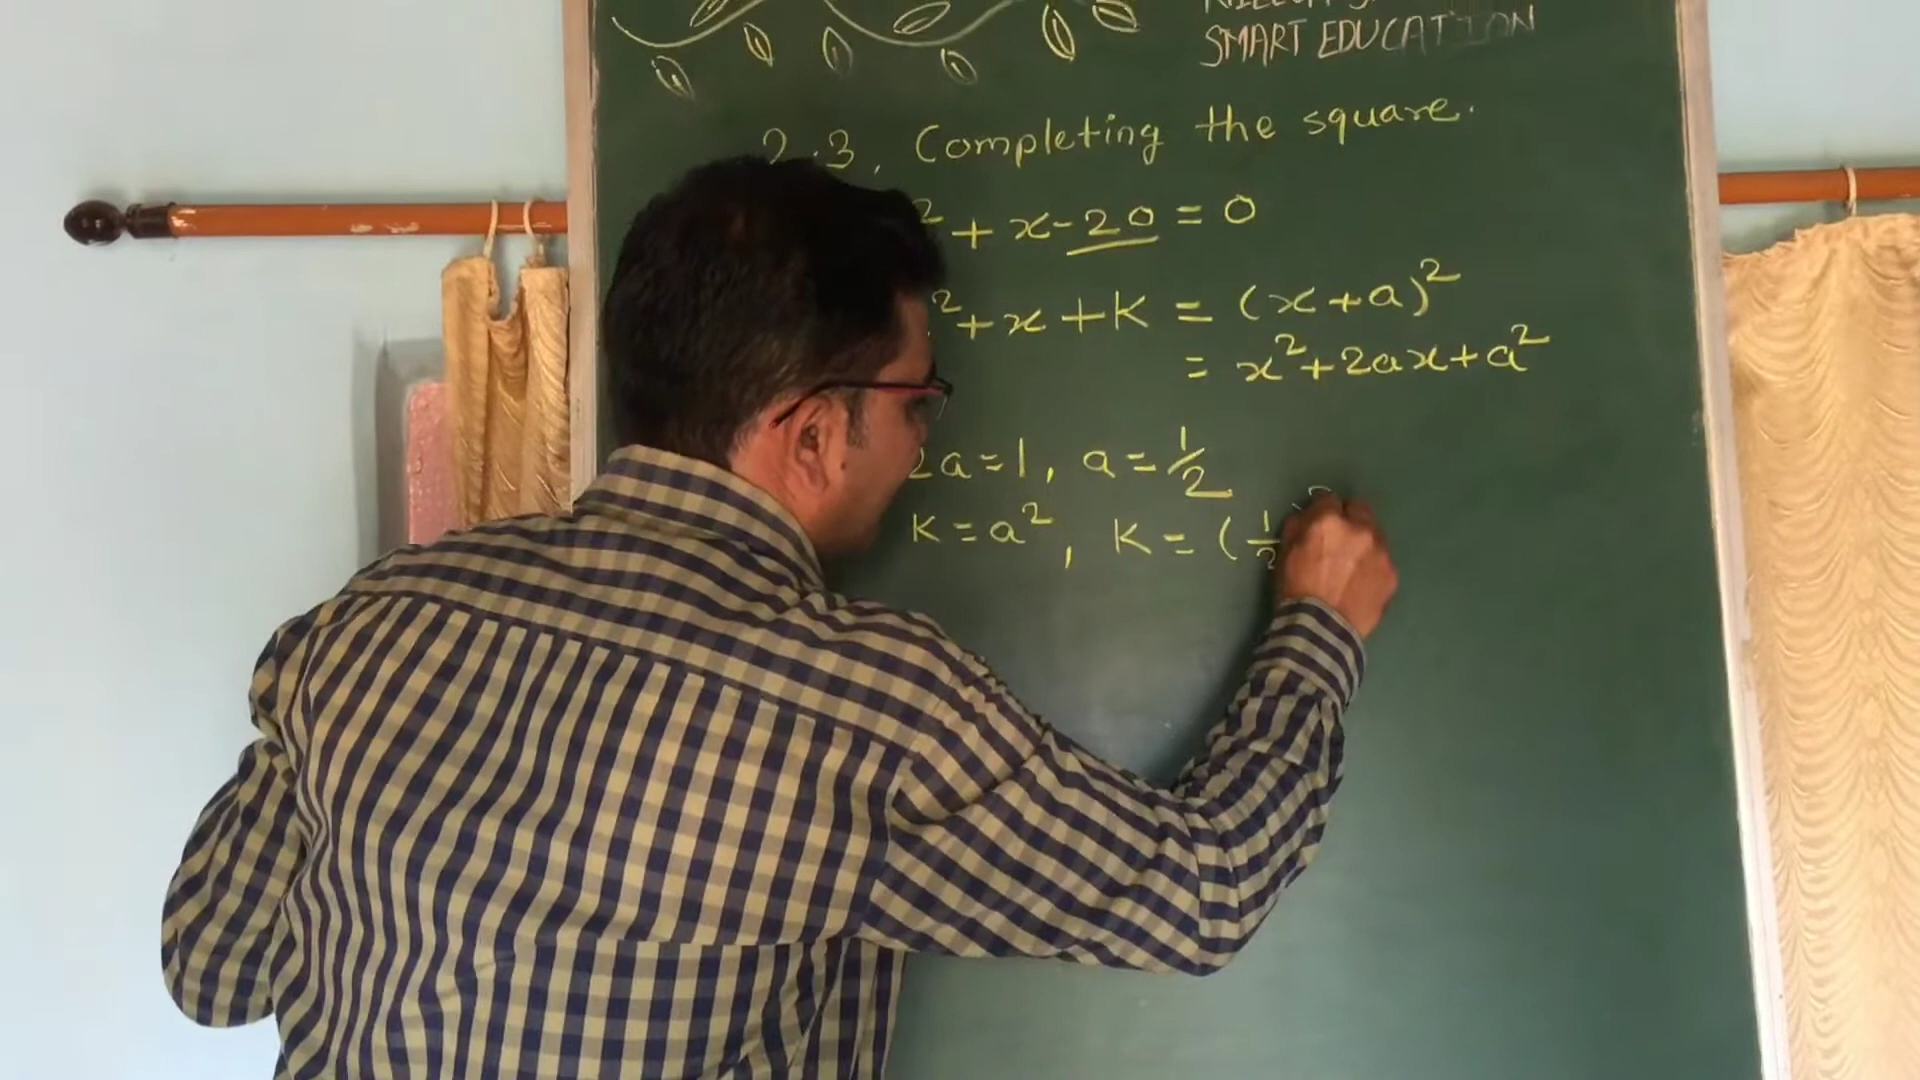 SMART EDUCATION
2.3. Completing the square.
² + x - 20 = 0
² + x + K = (x+a)²
= x² + 2ax + a²
2a = 1, a = 1/2
K = a², K = (1/2